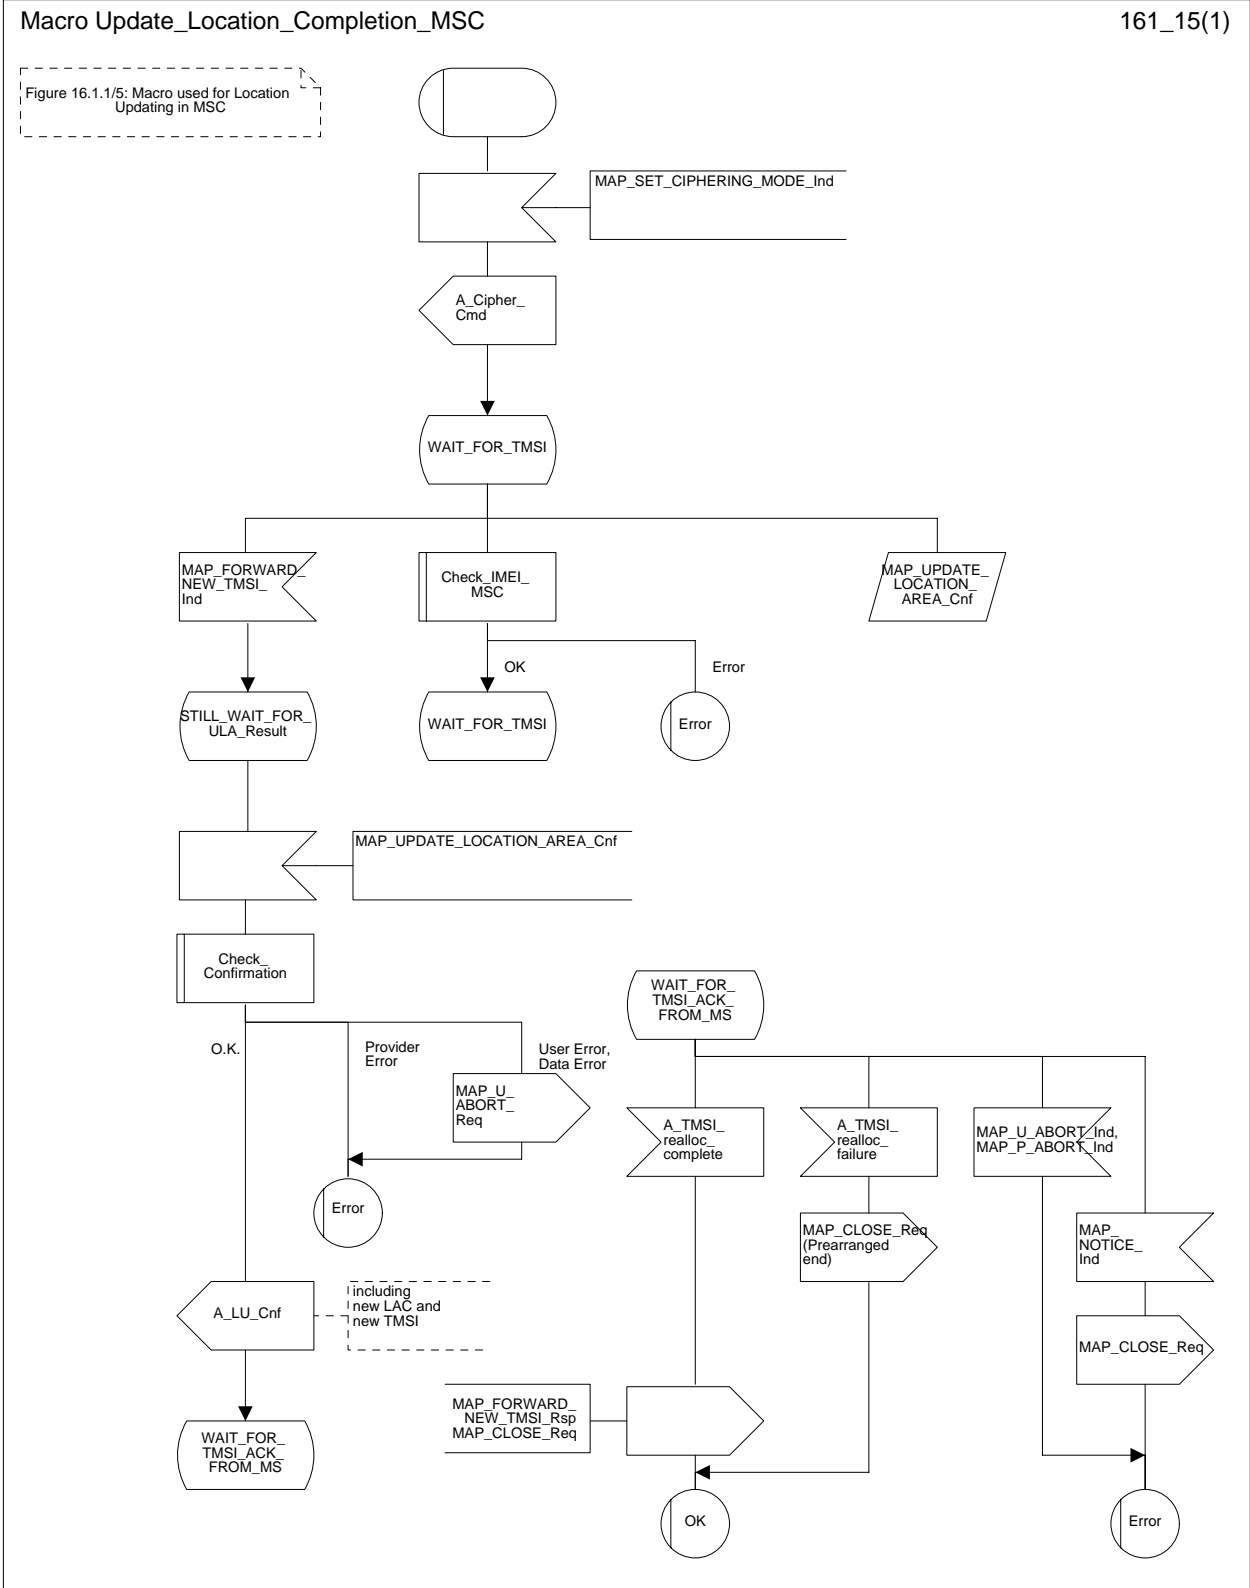 Macro Update_Location_Completion_MSC
161_15(1)
Figure 16.1.1/5: Macro used for Location
Updating in MSC
MAP_SET_CIPHERING_MODE_Ind
A_Cipher_
Cmd
WAIT_FOR_TMSI
MAP_FORWARD_
NEW_TMSI_
Ind
Check_IMEI_
MSC
MAP_UPDATE_
LOCATION_
AREA_Cnf
OK
Error
STILL_WAIT_FOR_
ULA_Result
WAIT_FOR_TMSI
Error
MAP_UPDATE_LOCATION_AREA_Cnf
Check_
Confirmation
O.K.
Provider
Error
User Error,
Data Error
MAP_U_
ABORT_
Req
Error
A_LU_Cnf
including
new LAC and
new TMSI
WAIT_FOR_
TMSI_ACK_
FROM_MS
WAIT_FOR_
TMSI_ACK_
FROM_MS
A_TMSI_
realloc_
complete
A_TMSI_
realloc_
failure
MAP_U_ABORT_Ind,
MAP_P_ABORT_Ind
MAP_CLOSE_Req
(Prearranged
end)
MAP_
NOTICE_
Ind
MAP_CLOSE_Req
MAP_FORWARD_
NEW_TMSI_Rsp
MAP_CLOSE_Req
OK
Error